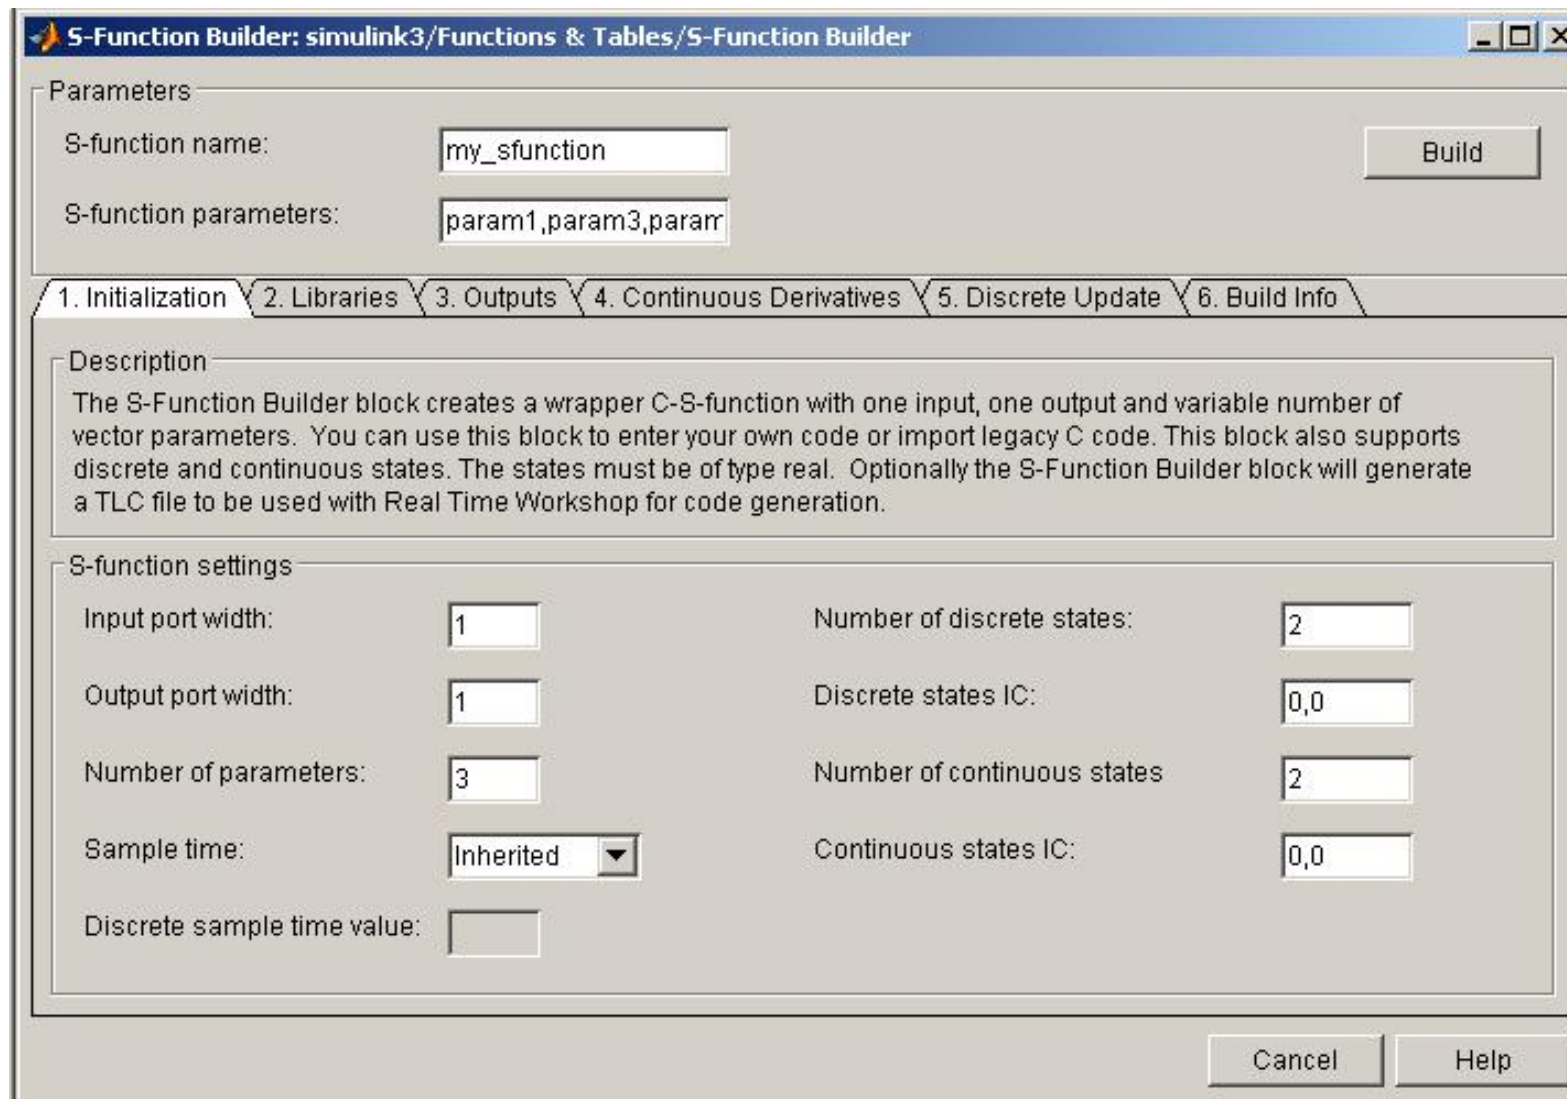 S-Function Builder: simulink3/Functions & Tables/S-Function Builder
Parameters
S-function name:
my_sfunction
Build
S-function parameters:
param1,param3,param
1. Initialization
2. Libraries
3. Outputs
4. Continuous Derivatives
5. Discrete Update
6. Build Info
Description
The S-Function Builder block creates a wrapper C-S-function with one input, one output and variable number of
vector parameters. You can use this block to enter your own code or import legacy C code. This block also supports
discrete and continuous states. The states must be of type real. Optionally the S-Function Builder block will generate
a TLC file to be used with Real Time Workshop for code generation.
S-function settings
Input port width:
1
Number of discrete states:
2
Output port width:
1
Discrete states IC:
0,0
Number of parameters:
3
Number of continuous states
2
Sample time:
Inherited
Continuous states IC:
0,0
Discrete sample time value:
Cancel
Help